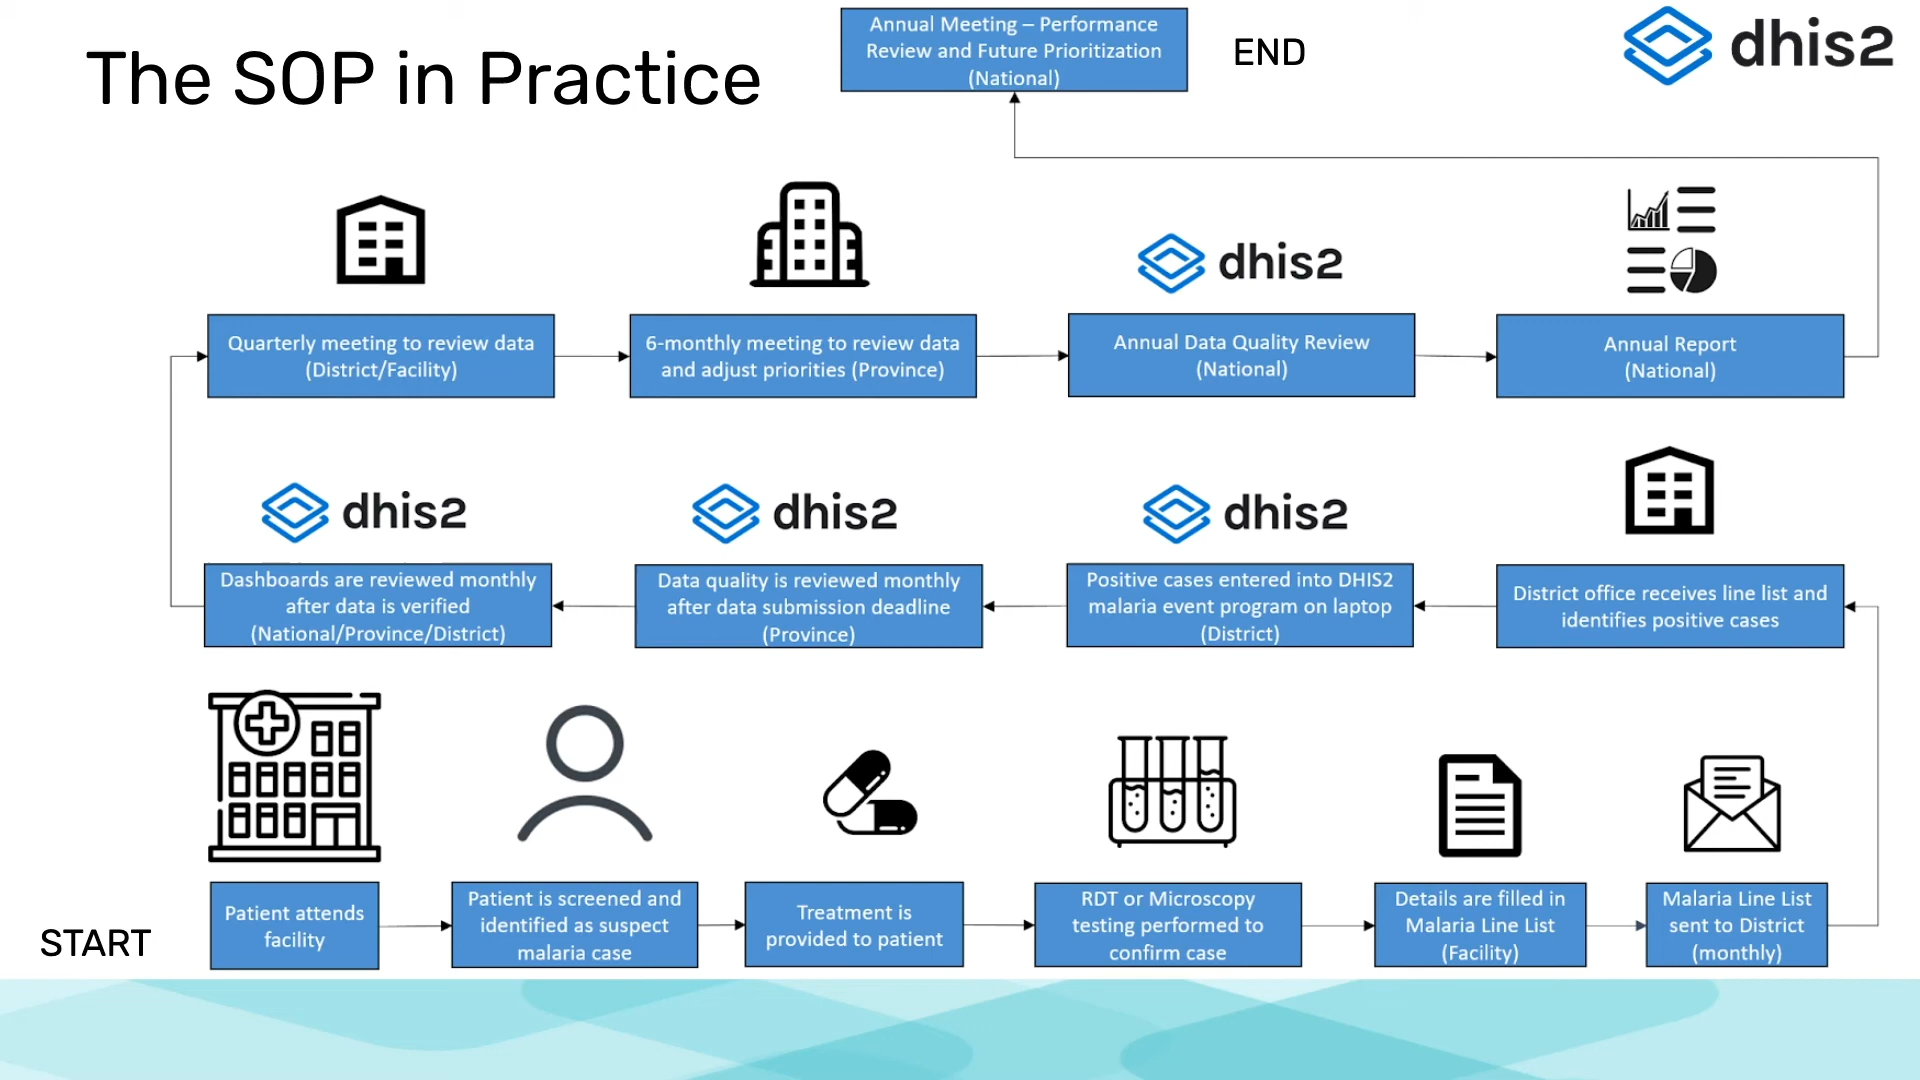 Annual Meeting – Performance
Review and Future Prioritization
(National)
END
dhis2
The SOP in Practice
dhis2
Quarterly meeting to review data
(District/Facility)
6-monthly meeting to review data
and adjust priorities (Province)
Annual Data Quality Review
(National)
Annual Report
(National)
dhis2
dhis2
dhis2
Dashboards are reviewed monthly
after data is verified
(National/Province/District)
Data quality is reviewed monthly
after data submission deadline
(Province)
Positive cases entered into DHIS2
malaria event program on laptop
(District)
District office receives line list and
identifies positive cases
START
Patient attends
facility
Patient is screened and
identified as suspect
malaria case
Treatment is
provided to patient
RDT or Microscopy
testing performed to
confirm case
Details are filled in
Malaria Line List
(Facility)
Malaria Line List
sent to District
(monthly)